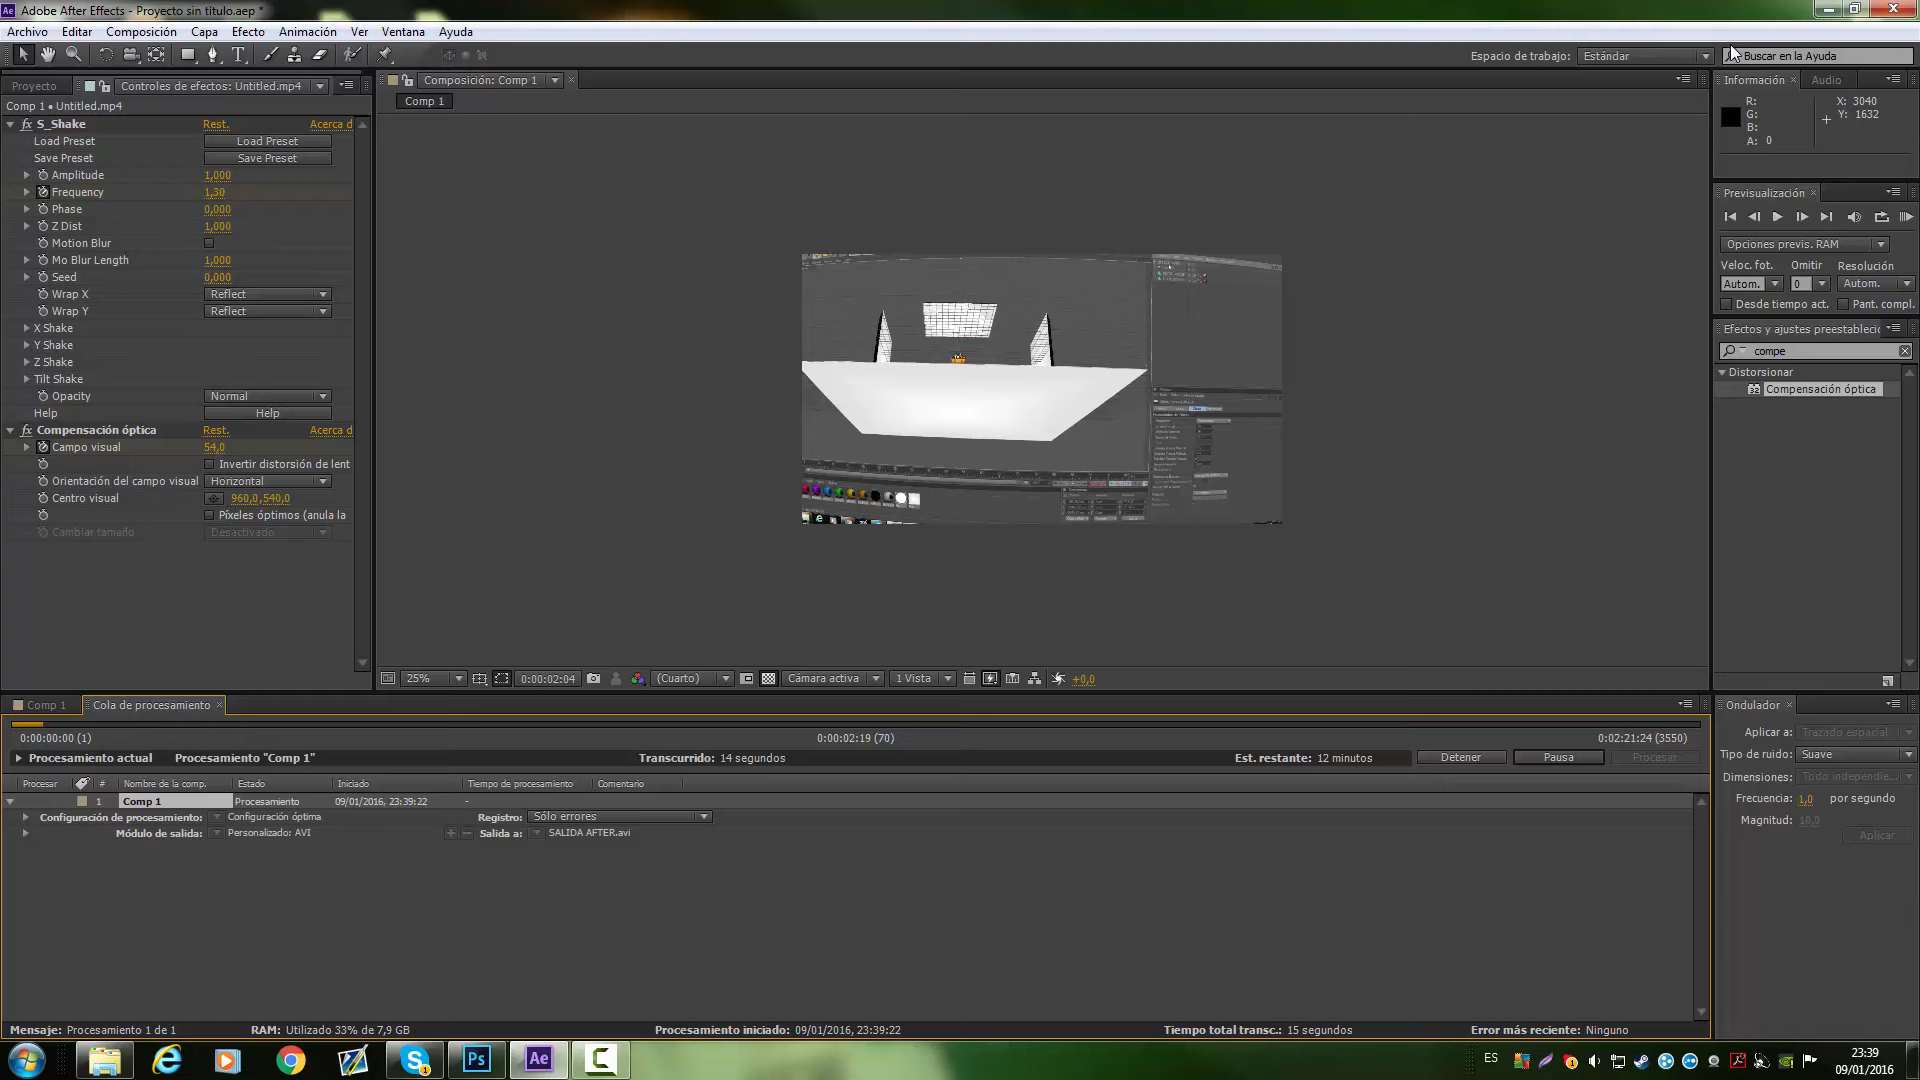 Adobe After Effects - Proyecto sin título.aep *
Archivo Editar Composición Capa Efecto Animación Ver Ventana Ayuda
Espacio de trabajo: Estándar Buscar en la Ayuda
Proyecto Controles de efectos: Untitled.mp4
Comp 1 • Untitled.mp4
fx S_Shake Rest. Acerca d
Load Preset Load Preset
Save Preset Save Preset
Amplitude 1,000
Frequency 1,30
Phase 0,000
Z Dist 1,000
Motion Blur
Mo Blur Length 1,000
Seed 0,000
Wrap X Reflect
Wrap Y Reflect
X Shake
Y Shake
Z Shake
Tilt Shake
Opacity Normal
Help Help
fx Compensación óptica Rest. Acerca d
Campo visual 54,0
Invertir distorsión de lent
Orientación del campo visual Horizontal
Centro visual 960,0,540,0
Píxeles óptimos (anula la
Cambiar tamaño Desactivado
Composición: Comp 1
Comp 1
25% 0:00:02:04 (Cuarto) Cámara activa 1 Vista +0,0
Información Audio
R: X: 3040
G: Y: 1632
B:
A: 0
Previsualización
Opciones previs. RAM
Veloc. fot. Omitir Resolución
Autom. 0 Autom.
Desde tiempo act. Pant. compl.
Efectos y ajustes preestablecio
compe
Distorsionar
32 Compensación óptica
Comp 1 Cola de procesamiento
0:00:00:00 (1) 0:00:02:19 (70) 0:02:21:24 (3550)
Procesamiento actual Procesamiento "Comp 1" Transcurrido: 14 segundos Est. restante: 12 minutos Detener Pausa Procesar
Procesar # Nombre de la comp. Estado Iniciado Tiempo de procesamiento Comentario
1 Comp 1 Procesamiento 09/01/2016, 23:39:22 -
Configuración de procesamiento: Configuración óptima Registro: Sólo errores
Módulo de salida: Personalizado: AVI Salida a: SALIDA AFTER.avi
Ondulador
Aplicar a: Trazado espacial
Tipo de ruido: Suave
Dimensiones: Todo independie...
Frecuencia: 1,0 por segundo
Magnitud: 10,0
Aplicar
Mensaje: Procesamiento 1 de 1 RAM: Utilizado 33% de 7,9 GB Procesamiento iniciado: 09/01/2016, 23:39:22 Tiempo total transc.: 15 segundos Error más reciente: Ninguno
Ps Ae ES 23:39
09/01/2016